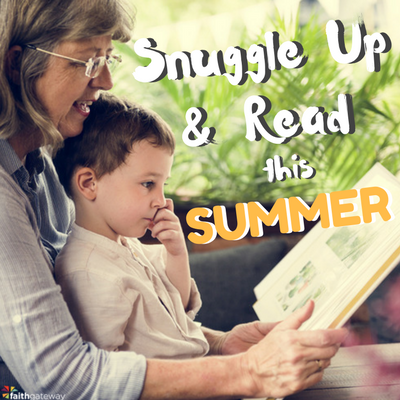 Snuggle Up
& Read
this
SUMMER
faithgateway